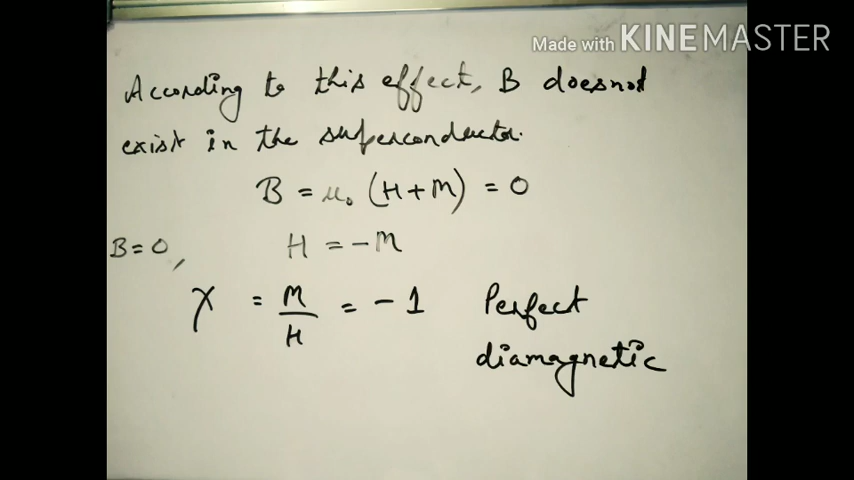 Made with KINEMASTER
According to this effect, B doesnot
exist in the superconductor.
B = μ₀ (H+M) = 0
B=0, H = -M
χ = M/H = -1 Perfect
diamagnetic